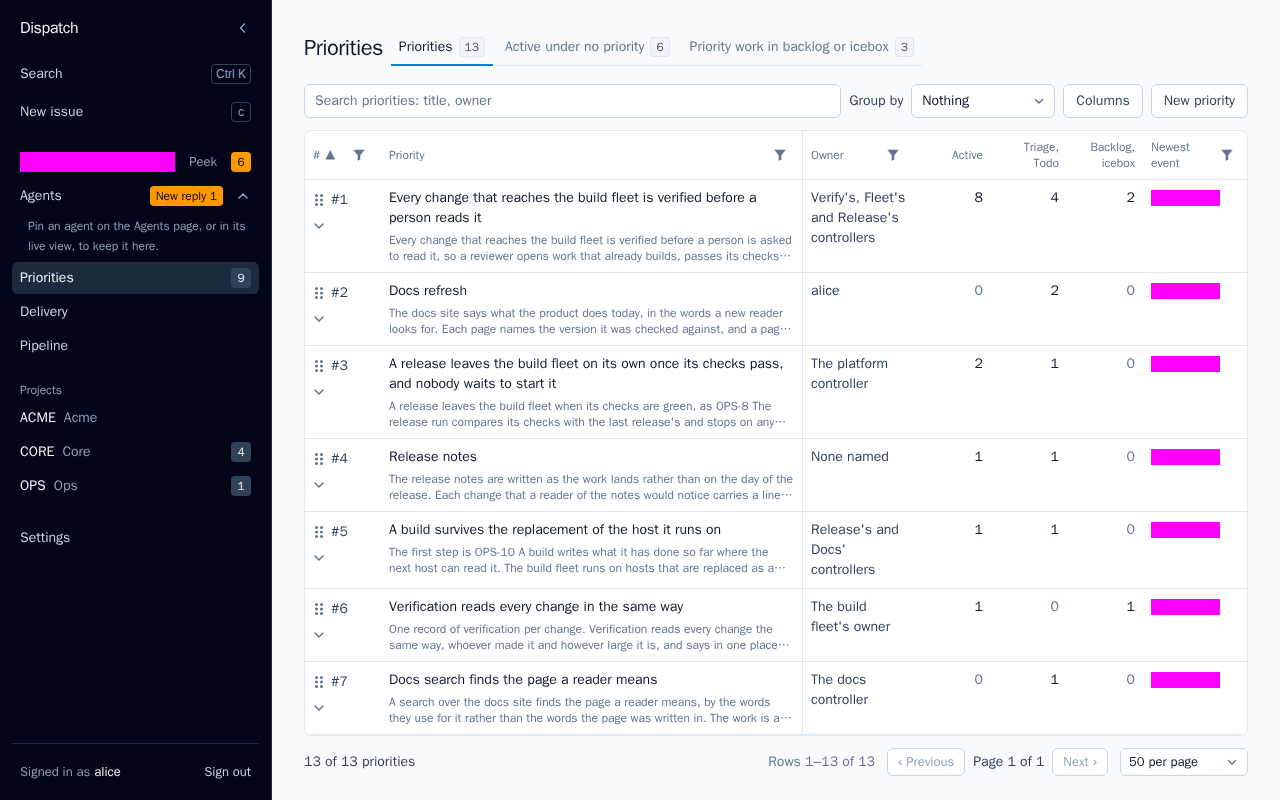 Dispatch
Search Ctrl K
New issue c
Peek 6
Agents New reply 1
Pin an agent on the Agents page, or in its
live view, to keep it here.
Priorities 9
Delivery
Pipeline
Projects
ACME Acme
CORE Core 4
OPS Ops 1
Settings
Signed in as alice Sign out
Priorities Priorities 13 Active under no priority 6 Priority work in backlog or icebox 3
Search priorities: title, owner Group by Nothing Columns New priority
# ▲ Priority Owner Active Triage, Todo Backlog, icebox Newest event
#1 Every change that reaches the build fleet is verified before a
person reads it
Every change that reaches the build fleet is verified before a person is asked
to read it, so a reviewer opens work that already builds, passes its checks…
Verify's, Fleet's
and Release's
controllers
8 4 2
#2 Docs refresh
The docs site says what the product does today, in the words a new reader
looks for. Each page names the version it was checked against, and a pag…
alice
0 2 0
#3 A release leaves the build fleet on its own once its checks pass,
and nobody waits to start it
A release leaves the build fleet when its checks are green, as OPS-8 The
release run compares its checks with the last release's and stops on any…
The platform
controller
2 1 0
#4 Release notes
The release notes are written as the work lands rather than on the day of the
release. Each change that a reader of the notes would notice carries a line…
None named
1 1 0
#5 A build survives the replacement of the host it runs on
The first step is OPS-10 A build writes what it has done so far where the
next host can read it. The build fleet runs on hosts that are replaced as a…
Release's and
Docs'
controllers
1 1 0
#6 Verification reads every change in the same way
One record of verification per change. Verification reads every change the
same way, whoever made it and however large it is, and says in one place…
The build
fleet's owner
1 0 1
#7 Docs search finds the page a reader means
A search over the docs site finds the page a reader means, by the words
they use for it rather than the words the page was written in. The work is a…
The docs
controller
0 1 0
13 of 13 priorities Rows 1–13 of 13 ‹ Previous Page 1 of 1 Next › 50 per page